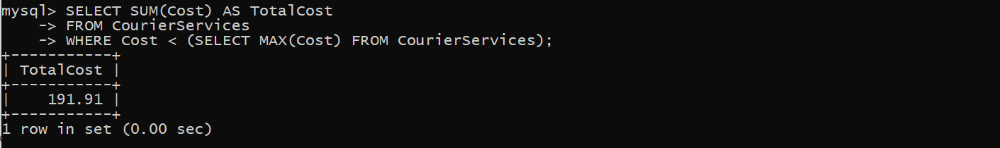 mysql> SELECT SUM(Cost) AS TotalCost
    -> FROM CourierServices
    -> WHERE Cost < (SELECT MAX(Cost) FROM CourierServices);
+-----------+
| TotalCost |
+-----------+
|    191.91 |
+-----------+
1 row in set (0.00 sec)